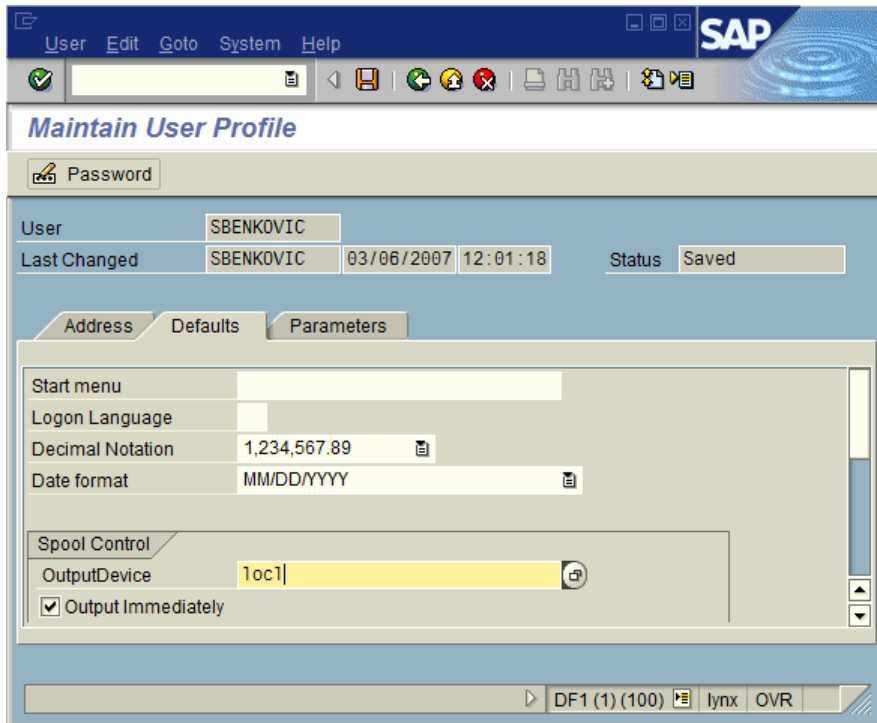 User Edit Goto System Help
SAP
Maintain User Profile
Password
User SBENKOVIC
Last Changed SBENKOVIC 03/06/2007 12:01:18 Status Saved
Address Defaults Parameters
Start menu
Logon Language
Decimal Notation 1,234,567.89
Date format MM/DD/YYYY
Spool Control
OutputDevice locl
Output Immediately
DF1 (1) (100) lynx OVR